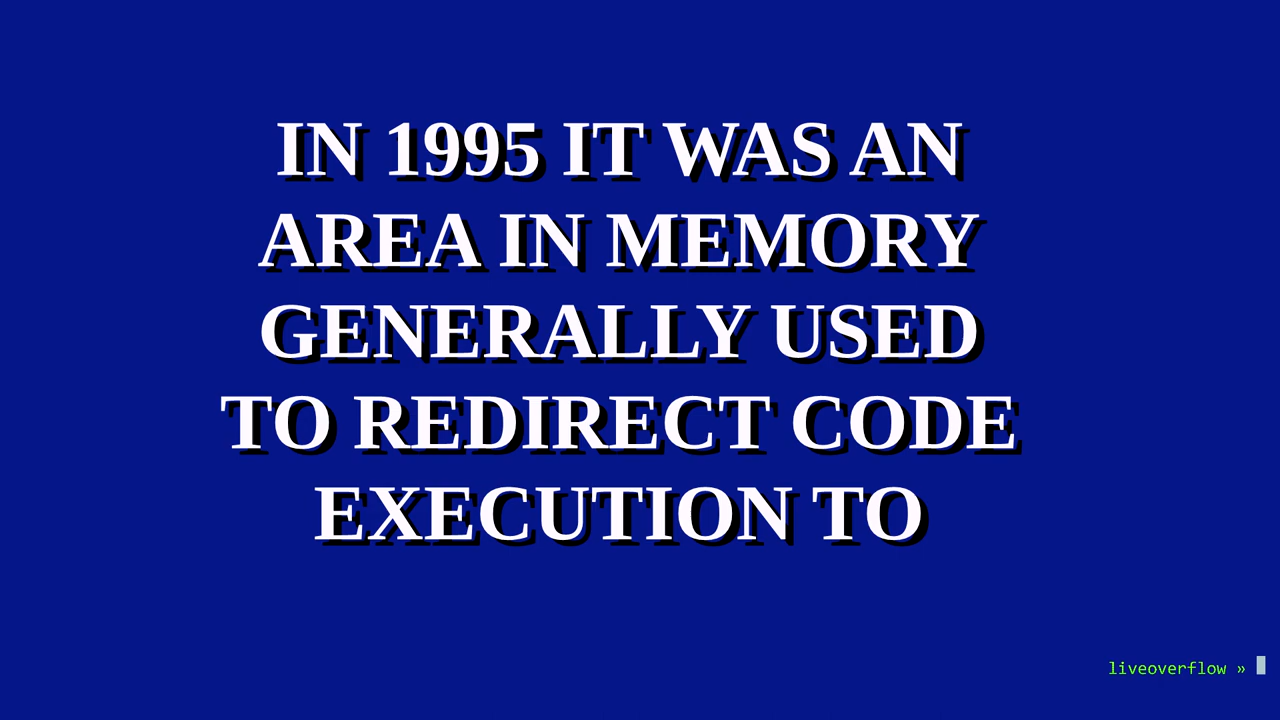 IN 1995 IT WAS AN
AREA IN MEMORY
GENERALLY USED
TO REDIRECT CODE
EXECUTION TO
liveoverflow »